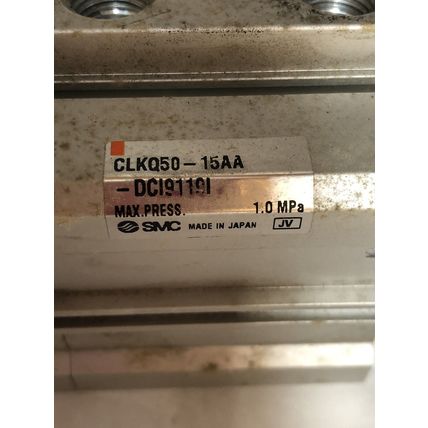 CLKQ50-15AA
-DCI9119I
MAX.PRESS. 1.0 MPa
SMC MADE IN JAPAN JV